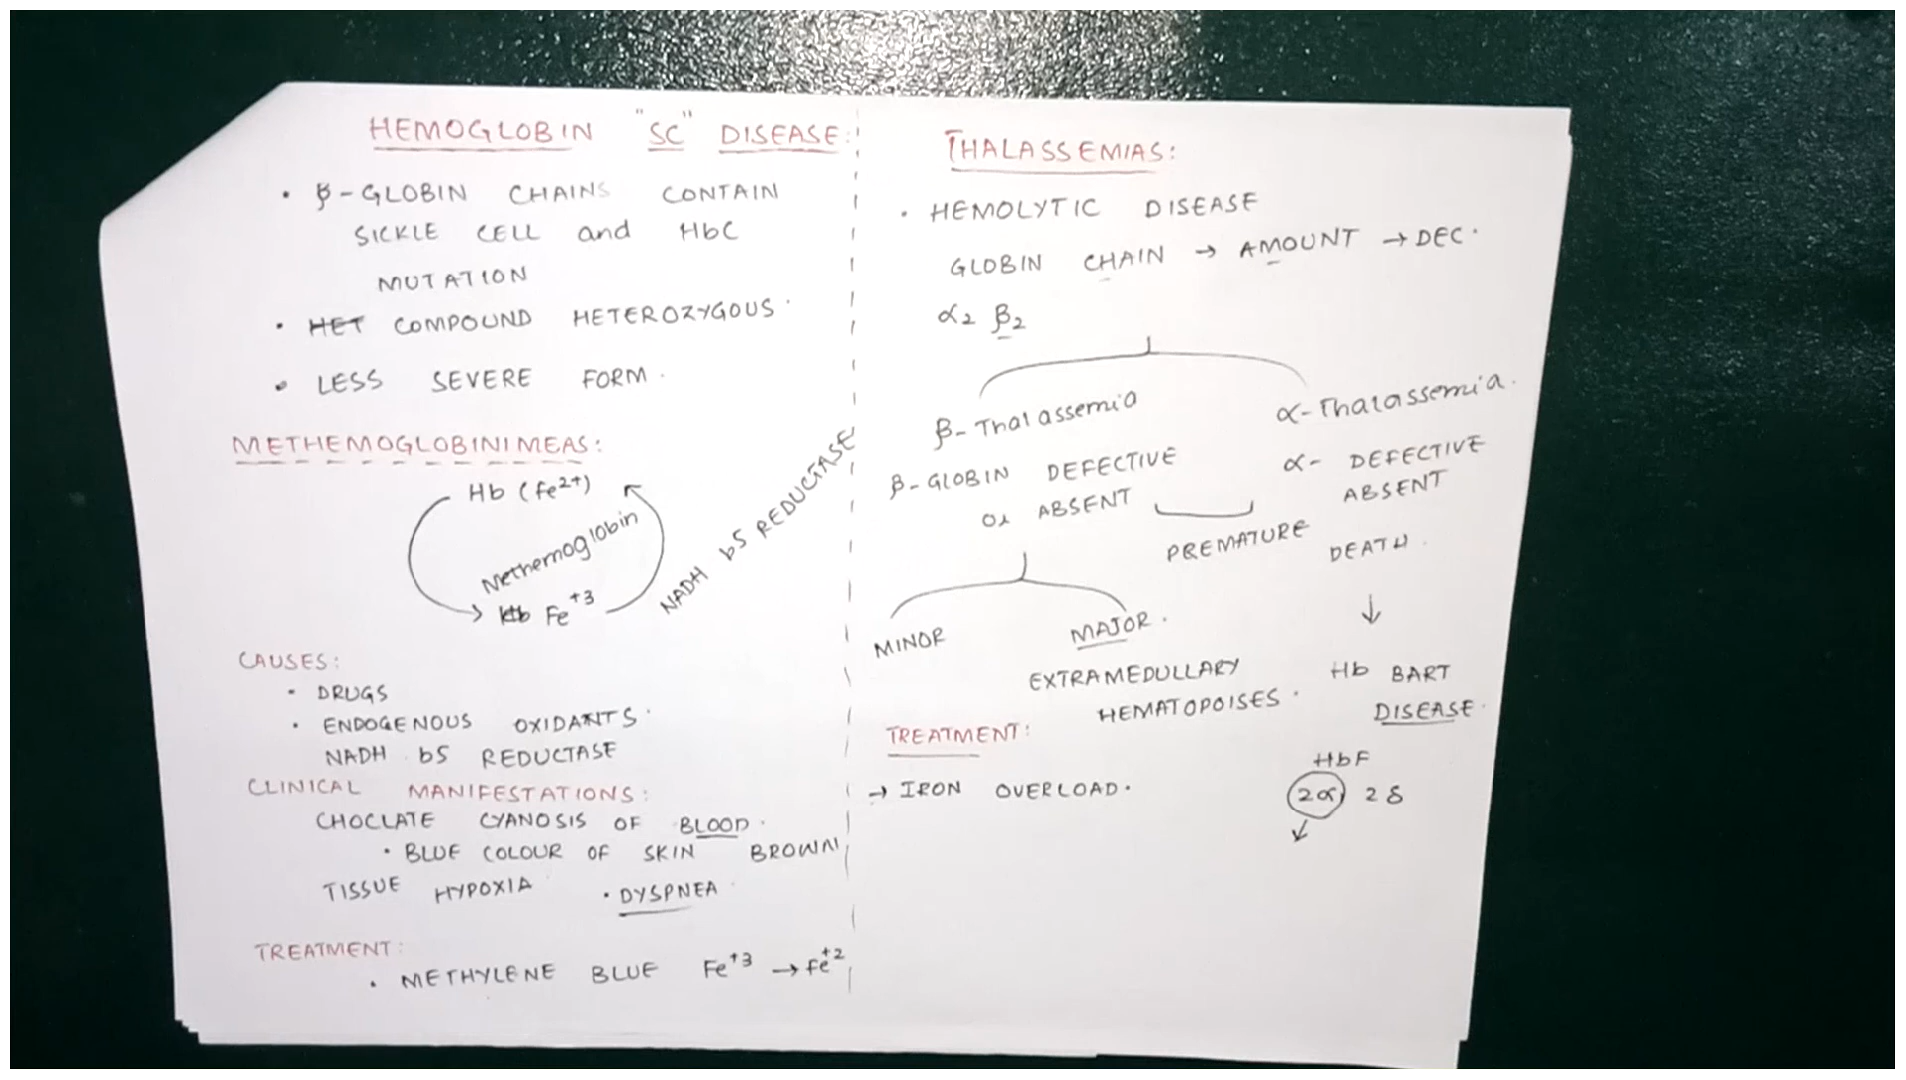 HEMOGLOBIN "SC" DISEASE:
• β-GLOBIN CHAINS CONTAIN
SICKLE CELL and HbC
MUTATION
• HET COMPOUND HETEROZYGOUS.
• LESS SEVERE FORM.
METHEMOGLOBINIMEAS:
Hb (Fe2+)
Methemoglobin
Hb Fe+3
NADH b5 REDUCTASE
CAUSES:
• DRUGS
• ENDOGENOUS OXIDANTS.
NADH b5 REDUCTASE
CLINICAL MANIFESTATIONS:
CHOCLATE CYANOSIS OF BLOOD.
• BLUE COLOUR OF SKIN BROWN
TISSUE HYPOXIA • DYSPNEA
TREATMENT:
• METHYLENE BLUE Fe+3 → Fe+2
THALASSEMIAS:
• HEMOLYTIC DISEASE
GLOBIN CHAIN → AMOUNT → DEC.
α2 β2
β-Thalassemia
β-GLOBIN DEFECTIVE
Or ABSENT
α-Thalassemia.
α- DEFECTIVE
ABSENT
PREMATURE DEATH.
MINOR
MAJOR.
EXTRAMEDULLARY
HEMATOPOISES.
↓
Hb BART
DISEASE.
HbF
2α 2δ
TREATMENT:
→ IRON OVERLOAD.